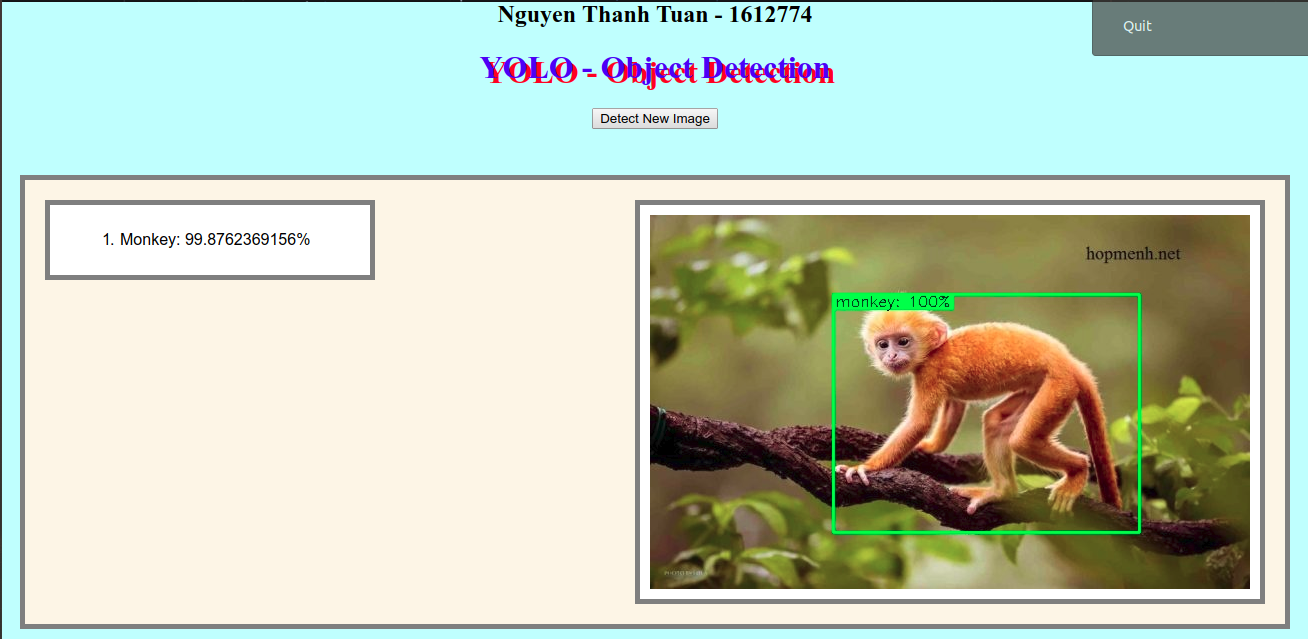 Nguyen Thanh Tuan - 1612774
Quit
YOLO - Object Detection
Detect New Image
1. Monkey: 99.8762369156%
hopmenh.net
monkey: 100%